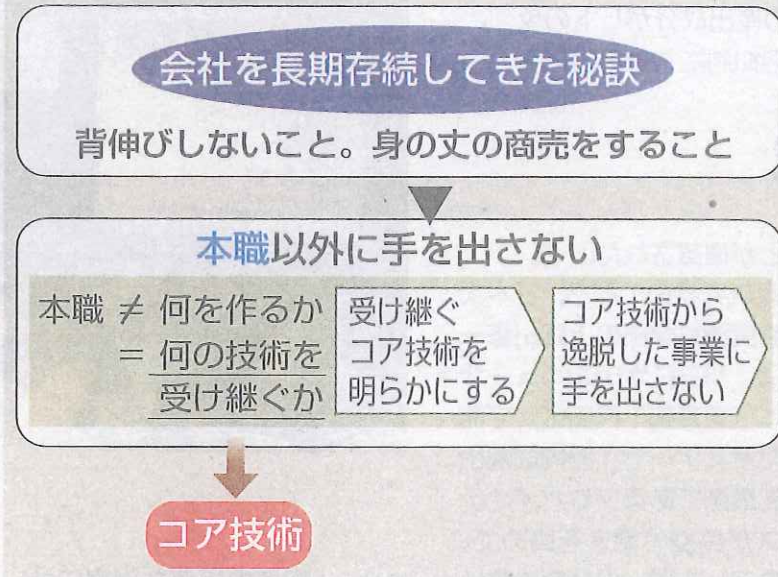 会社を長期存続してきた秘訣
背伸びしないこと。身の丈の商売をすること
本職以外に手を出さない
本職 ≠ 何を作るか
= 何の技術を
受け継ぐか
受け継ぐ
コア技術を
明らかにする
コア技術から
逸脱した事業に
手を出さない
コア技術